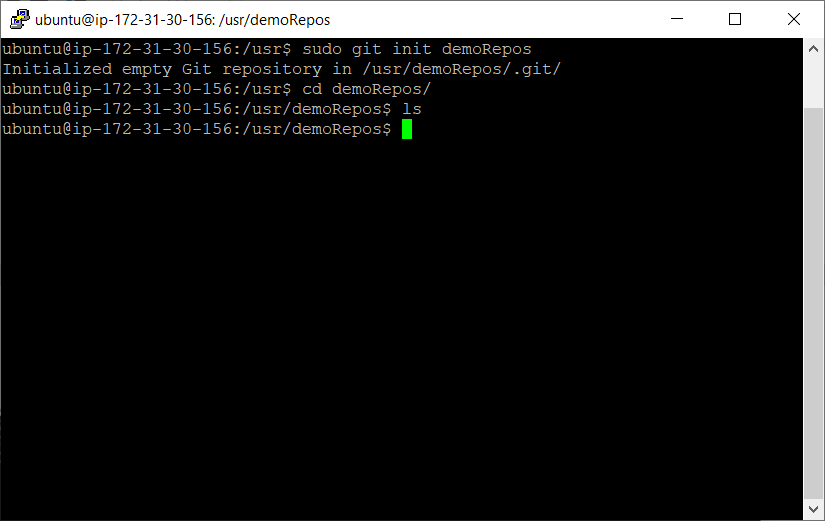 ubuntu@ip-172-31-30-156: /usr/demoRepos
ubuntu@ip-172-31-30-156:/usr$ sudo git init demoRepos
Initialized empty Git repository in /usr/demoRepos/.git/
ubuntu@ip-172-31-30-156:/usr$ cd demoRepos/
ubuntu@ip-172-31-30-156:/usr/demoRepos$ ls
ubuntu@ip-172-31-30-156:/usr/demoRepos$